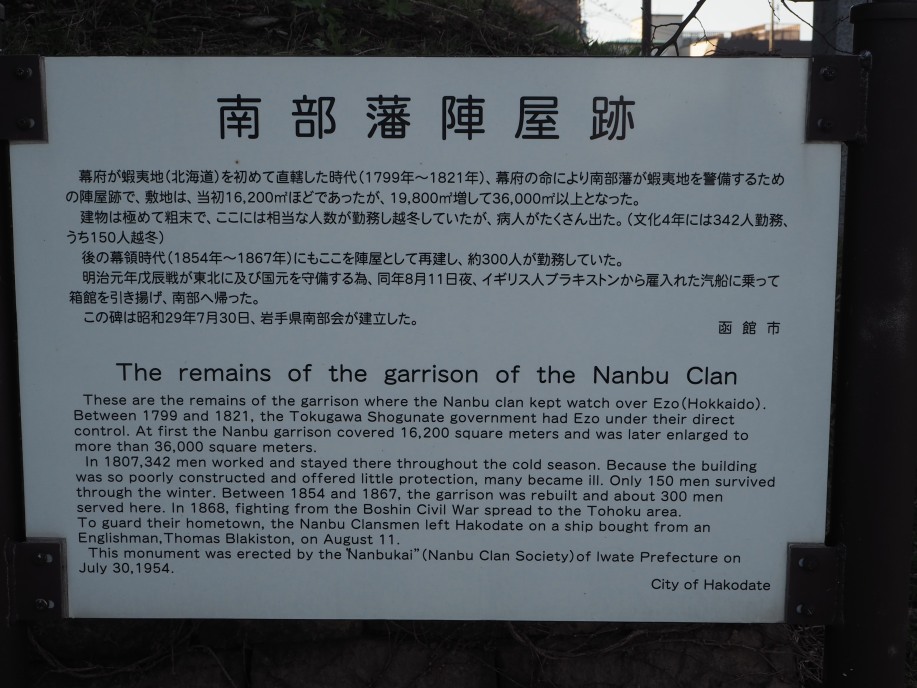 南部藩陣屋跡
幕府が蝦夷地(北海道)を初めて直轄した時代(1799年～1821年)、幕府の命により南部藩が蝦夷地を警備するため
の陣屋跡で、敷地は、当初16,200㎡ほどであったが、19,800㎡増して36,000㎡以上となった。
建物は極めて粗末で、ここには相当な人数が勤務し越冬していたが、病人がたくさん出た。(文化4年には342人勤務、
うち150人越冬)
後の幕領時代(1854年～1867年)にもここを陣屋として再建し、約300人が勤務していた。
明治元年戊辰戦が東北に及び国元を守備する為、同年8月11日夜、イギリス人ブラキストンから雇入れた汽船に乗って
箱館を引き揚げ、南部へ帰った。
この碑は昭和29年7月30日、岩手県南部会が建立した。
函館市
The remains of the garrison of the Nanbu Clan
These are the remains of the garrison where the Nanbu clan kept watch over Ezo(Hokkaido).
Between 1799 and 1821, the Tokugawa Shogunate government had Ezo under their direct
control. At first the Nanbu garrison covered 16,200 square meters and was later enlarged to
more than 36,000 square meters.
In 1807,342 men worked and stayed there throughout the cold season. Because the building
was so poorly constructed and offered little protection, many became ill. Only 150 men survived
through the winter. Between 1854 and 1867, the garrison was rebuilt and about 300 men
served here. In 1868, fighting from the Boshin Civil War spread to the Tohoku area.
To guard their hometown, the Nanbu Clansmen left Hakodate on a ship bought from an
Englishman,Thomas Blakiston, on August 11.
This monument was erected by the "Nanbukai"(Nanbu Clan Society)of Iwate Prefecture on
July 30,1954.
City of Hakodate